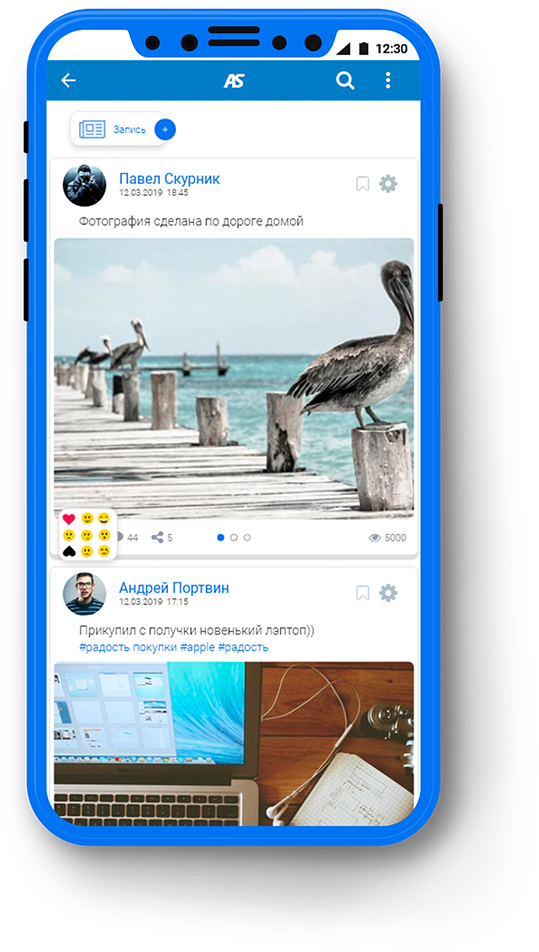 12:30
AS
Запись
+
Павел Скурник
12.03.2019 18:45
Фотография сделана по дороге домой
44
5
5000
Андрей Портвин
12.03.2019 17:15
Прикупил с получки новенький лэптоп))
#радость покупки #apple #радость